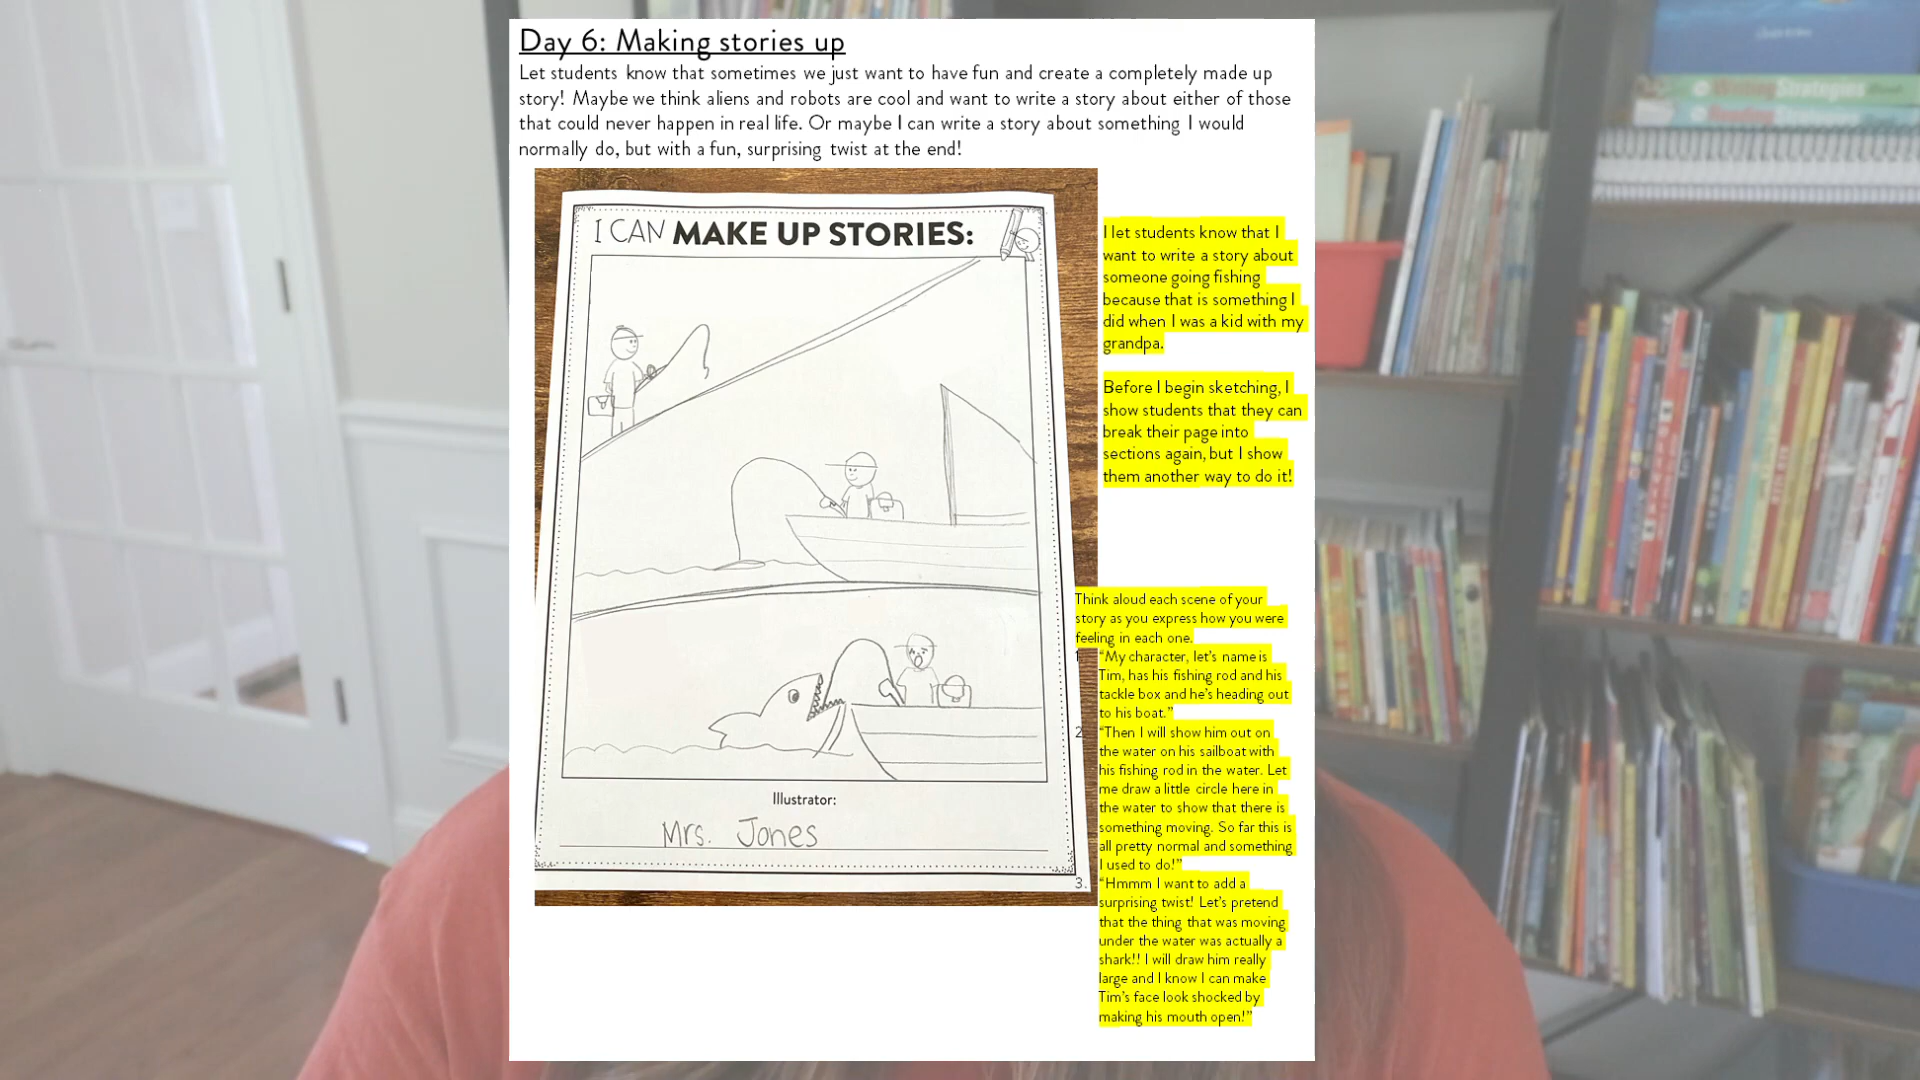 Day 6: Making stories up
Let students know that sometimes we just want to have fun and create a completely made up
story! Maybe we think aliens and robots are cool and want to write a story about either of those
that could never happen in real life. Or maybe I can write a story about something I would
normally do, but with a fun, surprising twist at the end!
I CAN MAKE UP STORIES:
Illustrator:
Mrs. Jones
I let students know that I
want to write a story about
someone going fishing
because that is something I
did when I was a kid with my
grandpa.
Before I begin sketching, I
show students that they can
break their page into
sections again, but I show
them another way to do it!
Think aloud each scene of your
story as you express how you were
feeling in each one.
1. "My character, let's name is
Tim, has his fishing rod and his
tackle box and he's heading out
to his boat."
2. "Then I will show him out on
the water on his sailboat with
his fishing rod in the water. Let
me draw a little circle here in
the water to show that there is
something moving. So far this is
all pretty normal and something
I used to do!"
3. "Hmmm I want to add a
surprising twist! Let's pretend
that the thing that was moving
under the water was actually a
shark!! I will draw him really
large and I know I can make
Tim's face look shocked by
making his mouth open!"
Writing Strategies
Reading Strategies